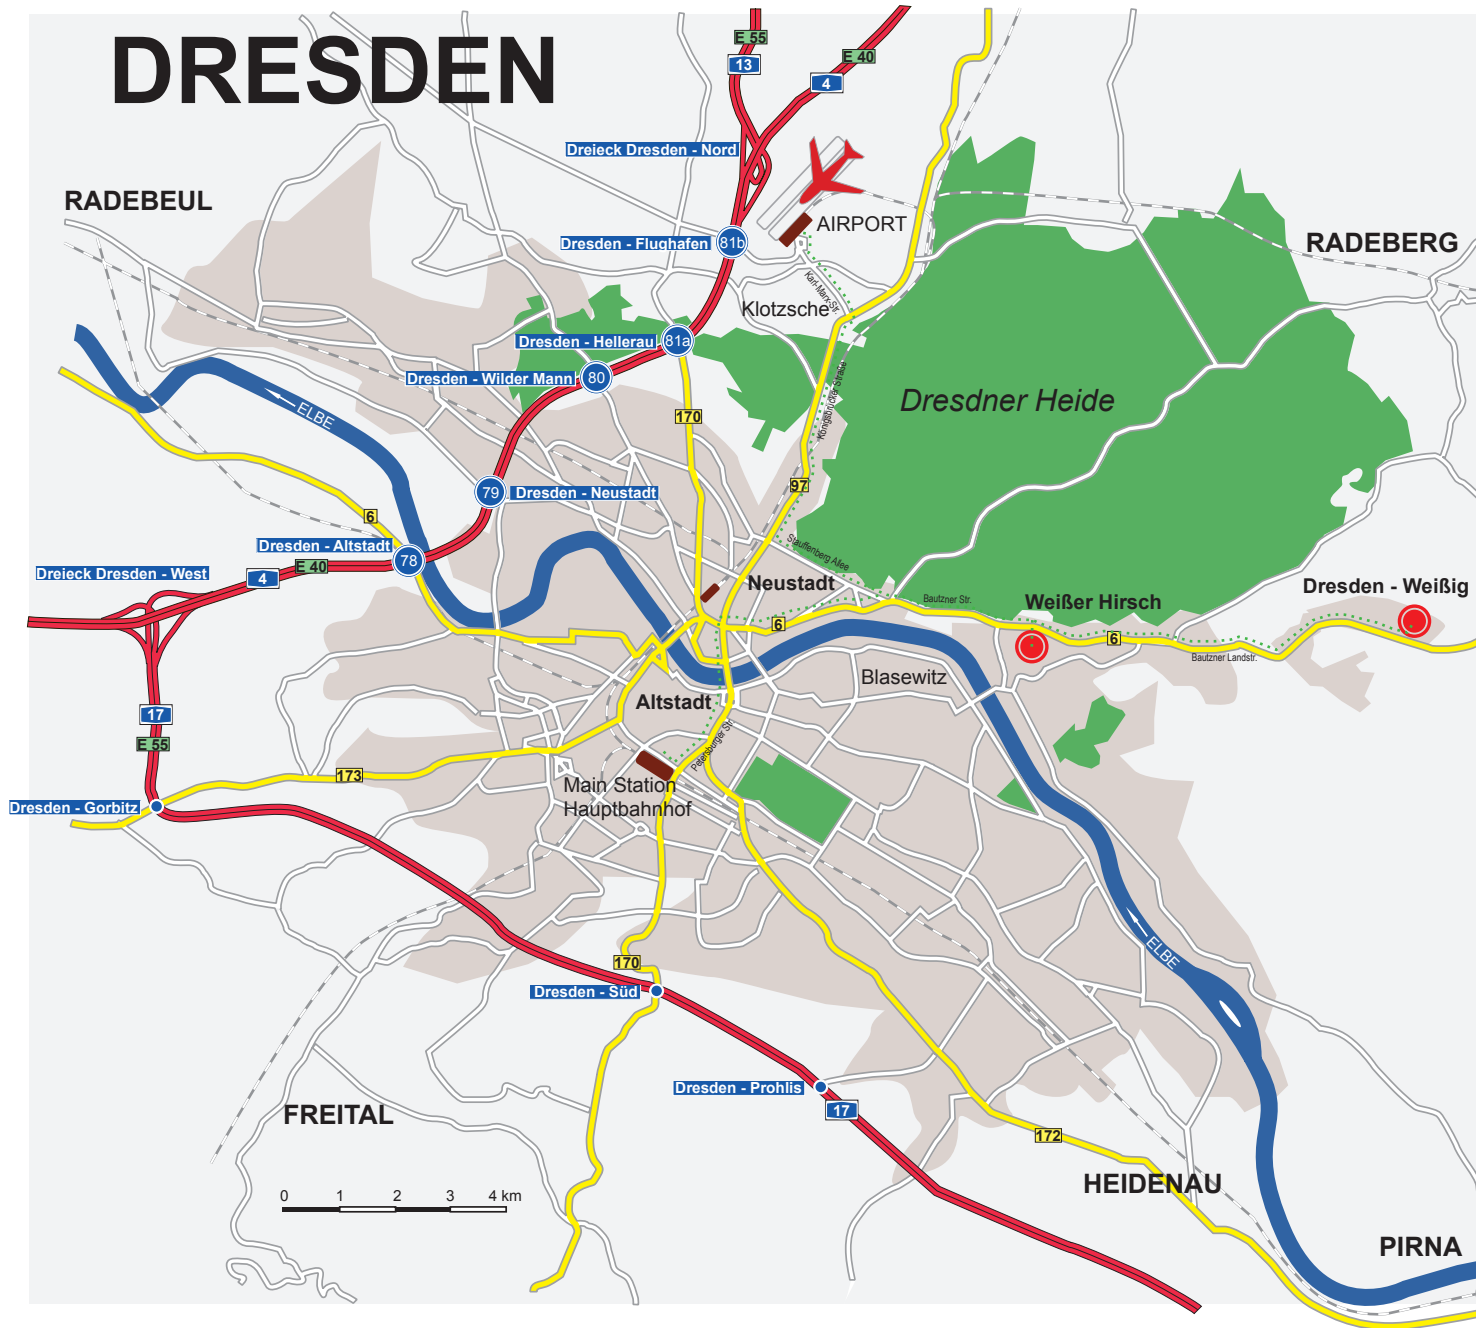 DRESDEN
E 55
13
E 40
4
Dreieck Dresden - Nord
RADEBEUL
AIRPORT
Dresden - Flughafen
81b
RADEBERG
Karl-Marx-Str.
Klotzsche
Dresden - Hellerau
81a
Dresden - Wilder Mann
80
Dresdner Heide
Königsbrücker Straße
ELBE
170
97
79
Dresden - Neustadt
6
Dresden - Altstadt
78
Stauffenberg Allee
Dreieck Dresden - West
4
E 40
Neustadt
Bautzner Str.
Weißer Hirsch
Dresden - Weißig
6
6
Bautzner Landstr.
Blasewitz
Altstadt
17
E 55
Petersburger Str.
173
Main Station
Hauptbahnhof
Dresden - Gorbitz
ELBE
170
Dresden - Süd
Dresden - Prohlis
17
FREITAL
172
HEIDENAU
0 1 2 3 4 km
PIRNA